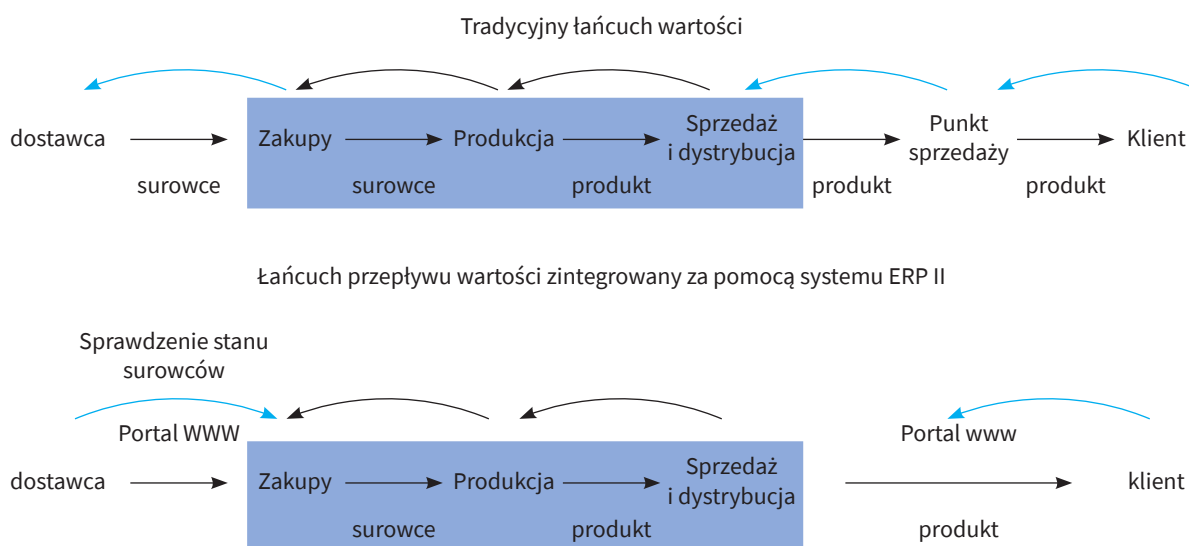 Tradycyjny łańcuch wartości
dostawca
Zakupy
Produkcja
Sprzedaż
i dystrybucja
Punkt
sprzedaży
Klient
surowce
surowce
produkt
produkt
produkt
Łańcuch przepływu wartości zintegrowany za pomocą systemu ERP II
Sprawdzenie stanu
surowców
Portal WWW
Portal www
dostawca
Zakupy
Produkcja
Sprzedaż
i dystrybucja
klient
surowce
produkt
produkt